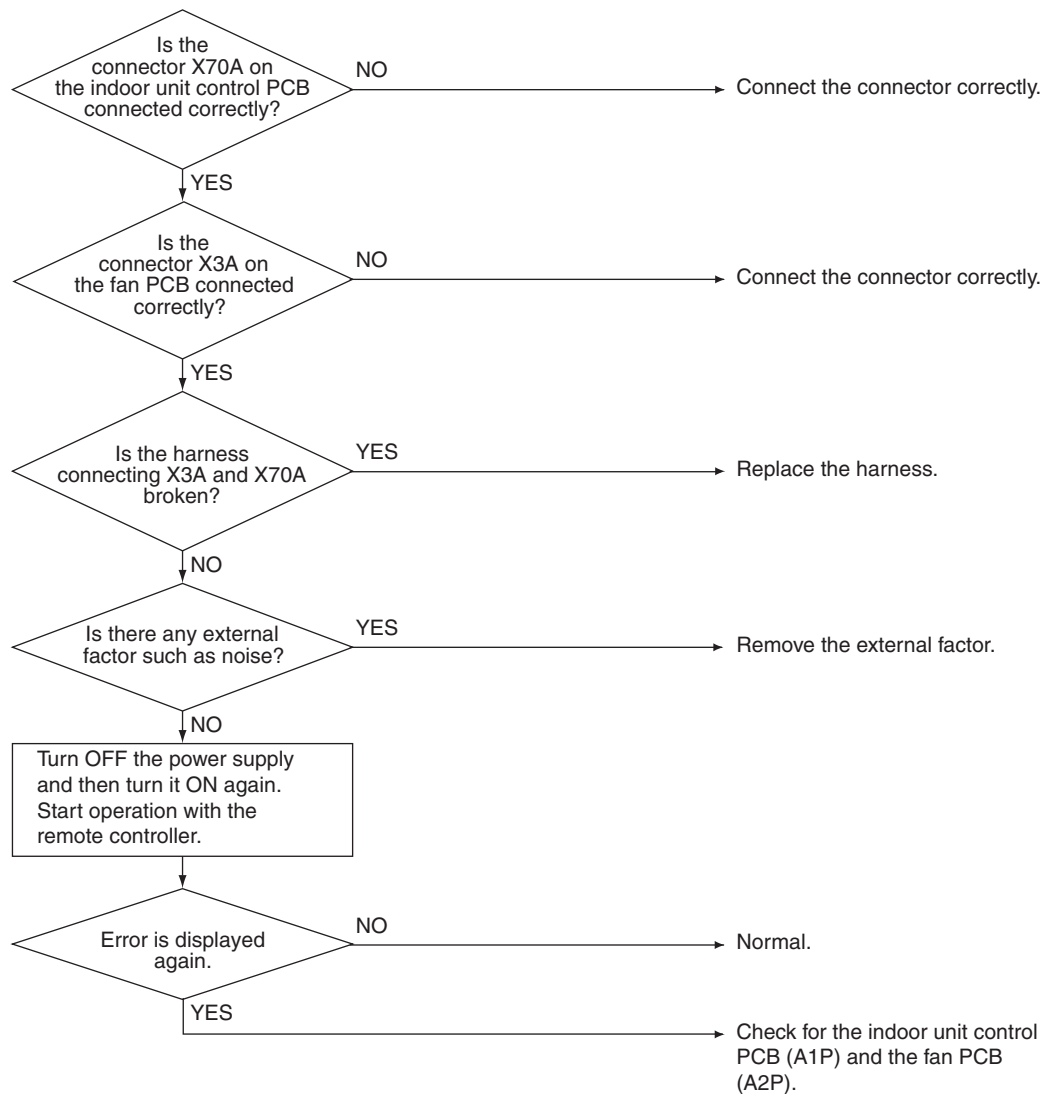 Is the
connector X70A on
the indoor unit control PCB
connected correctly?
NO
Connect the connector correctly.
YES
Is the
connector X3A on
the fan PCB connected
correctly?
NO
Connect the connector correctly.
YES
Is the harness
connecting X3A and X70A
broken?
YES
Replace the harness.
NO
Is there any external
factor such as noise?
YES
Remove the external factor.
NO
Turn OFF the power supply
and then turn it ON again.
Start operation with the
remote controller.
Error is displayed
again.
NO
Normal.
YES
Check for the indoor unit control
PCB (A1P) and the fan PCB
(A2P).